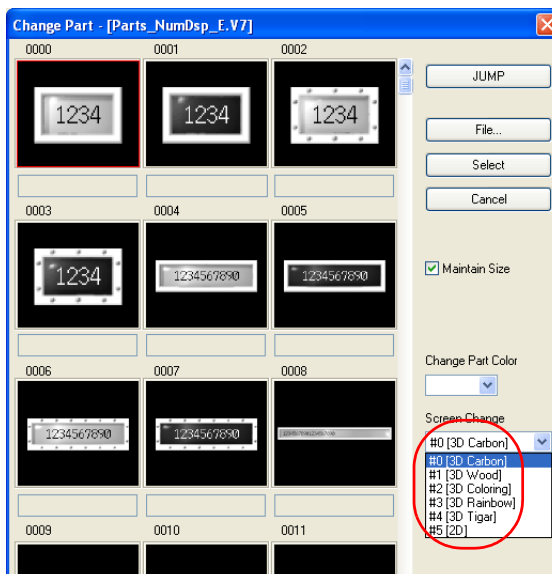 Change Part - [Parts_NumDsp_E.V7]
0000 0001 0002
1234 1234 1234
0003 0004 0005
1234 1234567890 1234567890
0006 0007 0008
1234567890 1234567890
0009 0010 0011
JUMP
File...
Select
Cancel
Maintain Size
Change Part Color
Screen Change
#0 [3D Carbon]
#0 [3D Carbon]
#1 [3D Wood]
#2 [3D Coloring]
#3 [3D Rainbow]
#4 [3D Tigar]
#5 [2D]